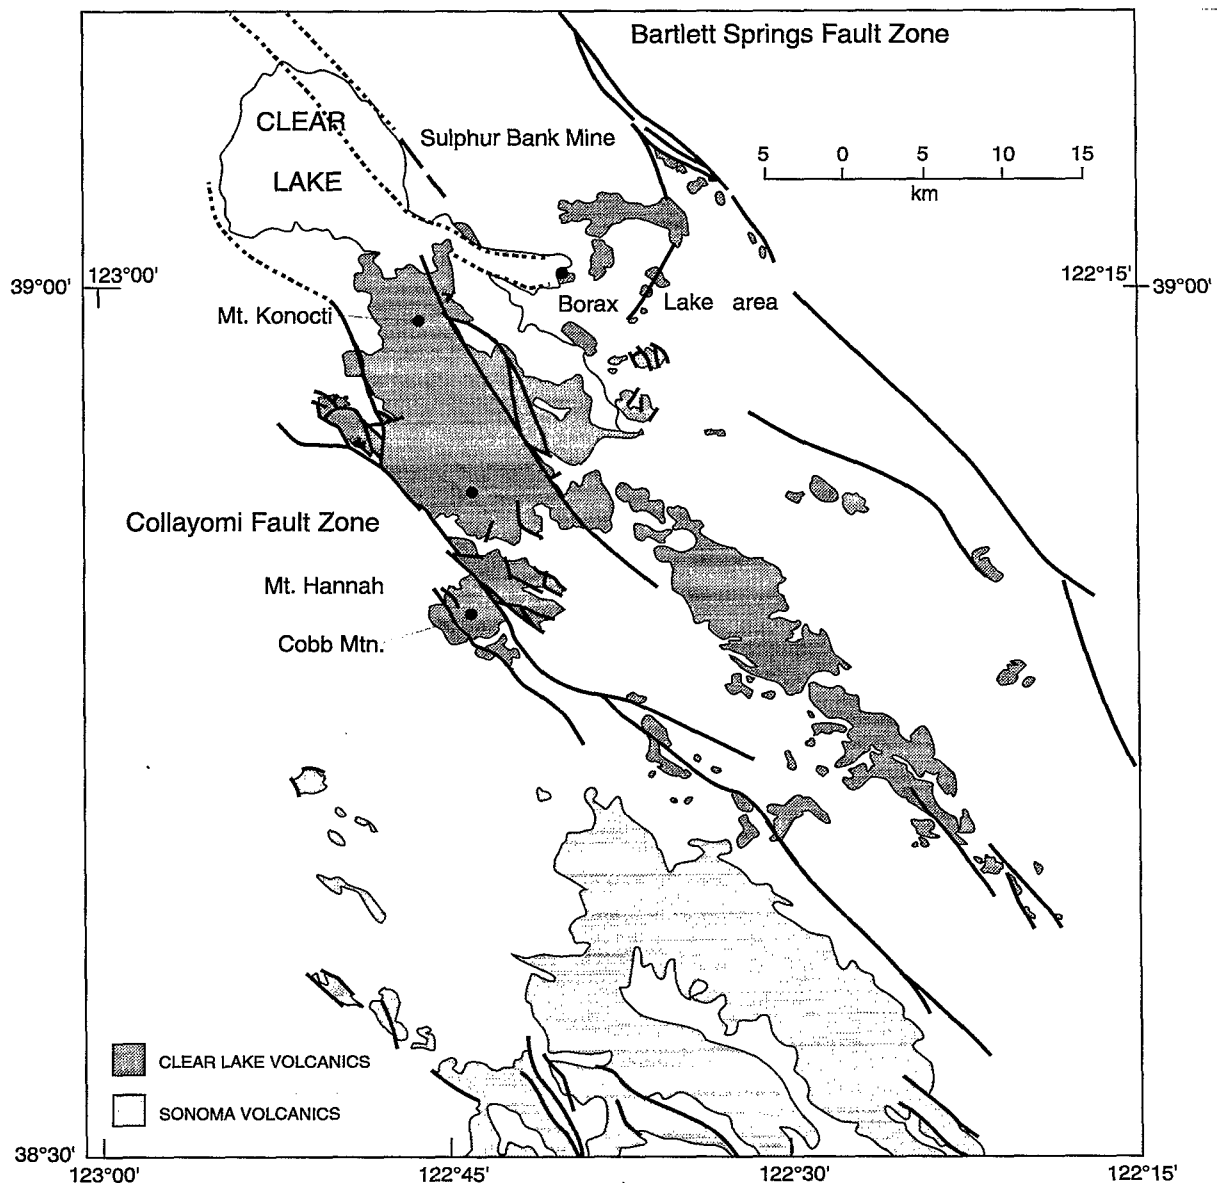 Bartlett Springs Fault Zone
CLEAR
LAKE
Sulphur Bank Mine
5 0 5 10 15
km
39°00' 123°00'
122°15' 39°00'
Borax Lake area
Mt. Konocti
Collayomi Fault Zone
Mt. Hannah
Cobb Mtn.
CLEAR LAKE VOLCANICS
SONOMA VOLCANICS
38°30'
123°00' 122°45' 122°30' 122°15'